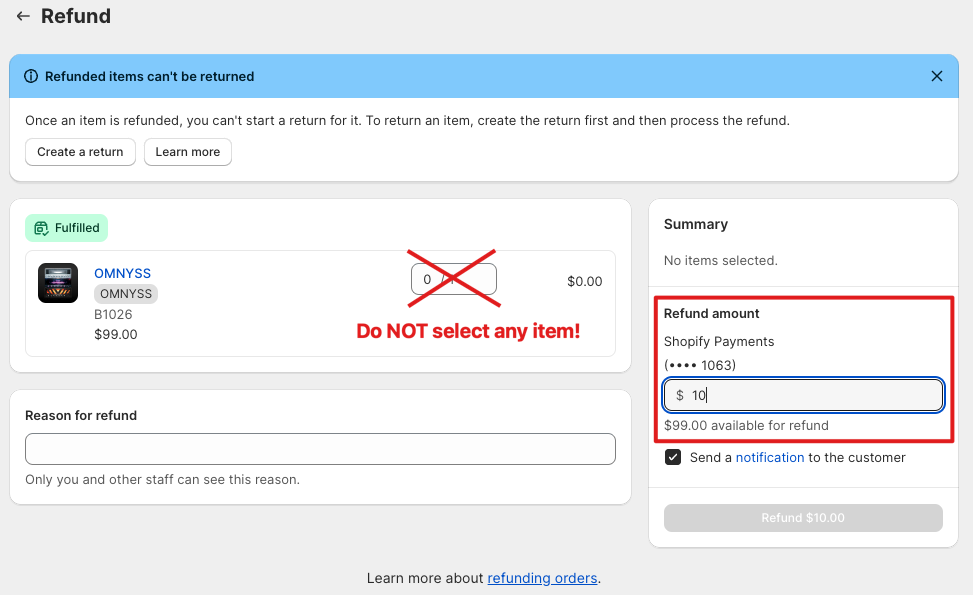 Refund
Refunded items can't be returned
Once an item is refunded, you can't start a return for it. To return an item, create the return first and then process the refund.
Create a return
Learn more
Fulfilled
OMNYSS
OMNYSS
B1026
$99.00
0 /
$0.00
Do NOT select any item!
Reason for refund
Only you and other staff can see this reason.
Summary
No items selected.
Refund amount
Shopify Payments
(•••• 1063)
$ 10
$99.00 available for refund
Send a notification to the customer
Refund $10.00
Learn more about refunding orders.